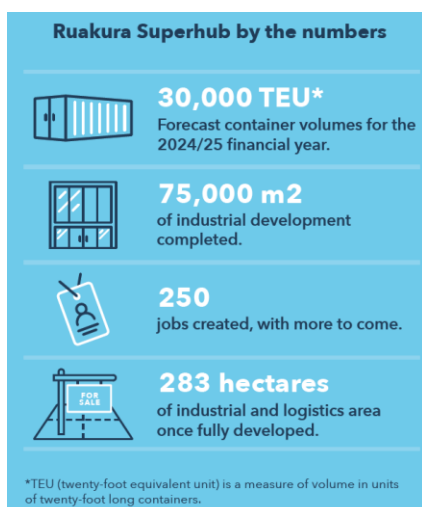 Ruakura Superhub by the numbers
30,000 TEU*
Forecast container volumes for the
2024/25 financial year.
75,000 m2
of industrial development
completed.
250
jobs created, with more to come.
FOR
SALE
283 hectares
of industrial and logistics area
once fully developed.
*TEU (twenty-foot equivalent unit) is a measure of volume in units
of twenty-foot long containers.